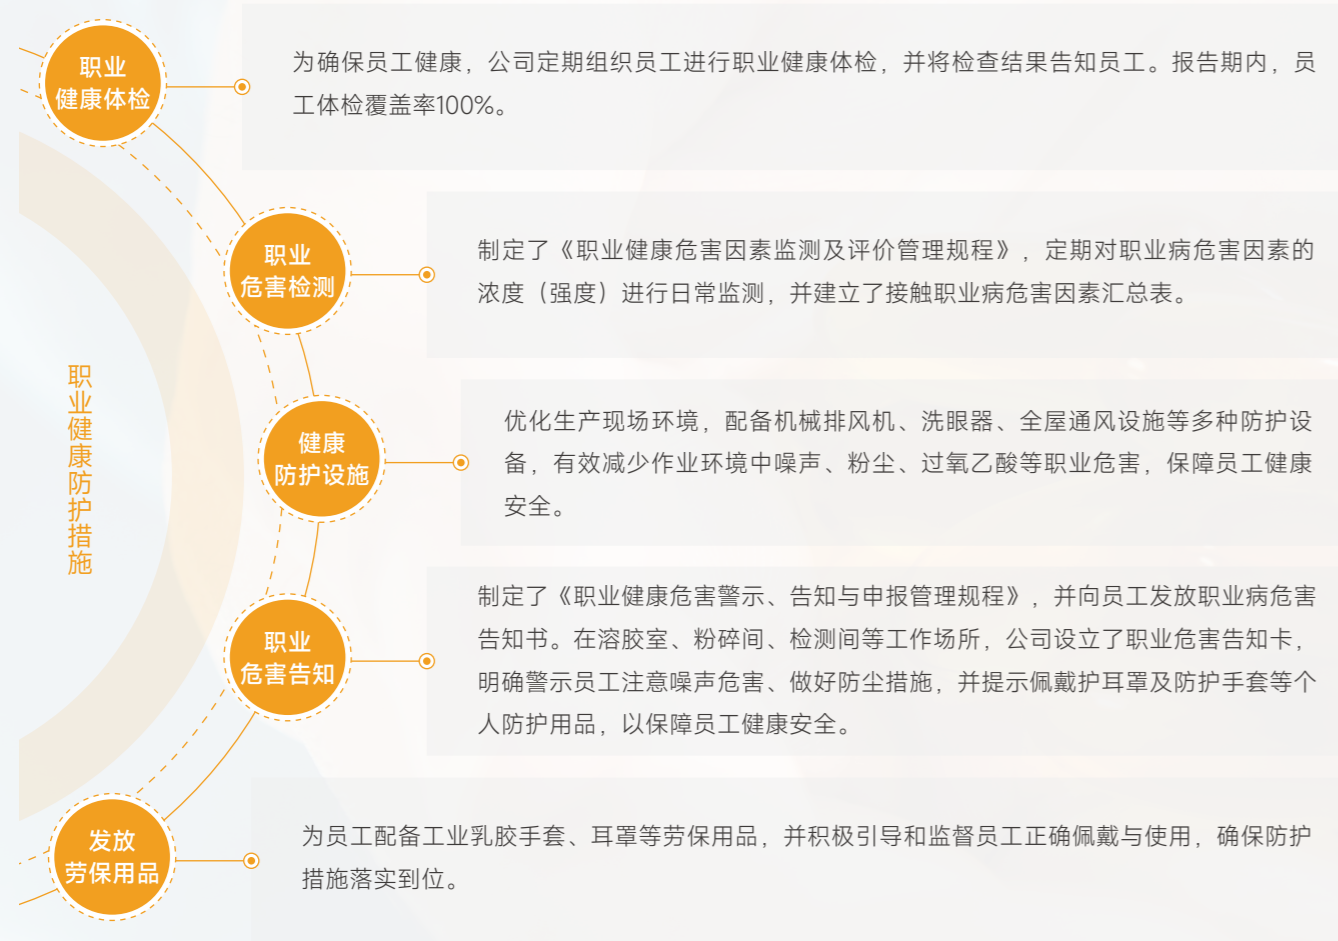 职业健康防护措施
职业
健康体检
为确保员工健康，公司定期组织员工进行职业健康体检，并将检查结果告知员工。报告期内，员
工体检覆盖率100%。
职业
危害检测
制定了《职业健康危害因素监测及评价管理规程》，定期对职业病危害因素的
浓度（强度）进行日常监测，并建立了接触职业病危害因素汇总表。
健康
防护设施
优化生产现场环境，配备机械排风机、洗眼器、全屋通风设施等多种防护设
备，有效减少作业环境中噪声、粉尘、过氧乙酸等职业危害，保障员工健康
安全。
职业
危害告知
制定了《职业健康危害警示、告知与申报管理规程》，并向员工发放职业病危害
告知书。在溶胶室、粉碎间、检测间等工作场所，公司设立了职业危害告知卡，
明确警示员工注意噪声危害、做好防尘措施，并提示佩戴护耳罩及防护手套等个
人防护用品，以保障员工健康安全。
发放
劳保用品
为员工配备工业乳胶手套、耳罩等劳保用品，并积极引导和监督员工正确佩戴与使用，确保防护
措施落实到位。